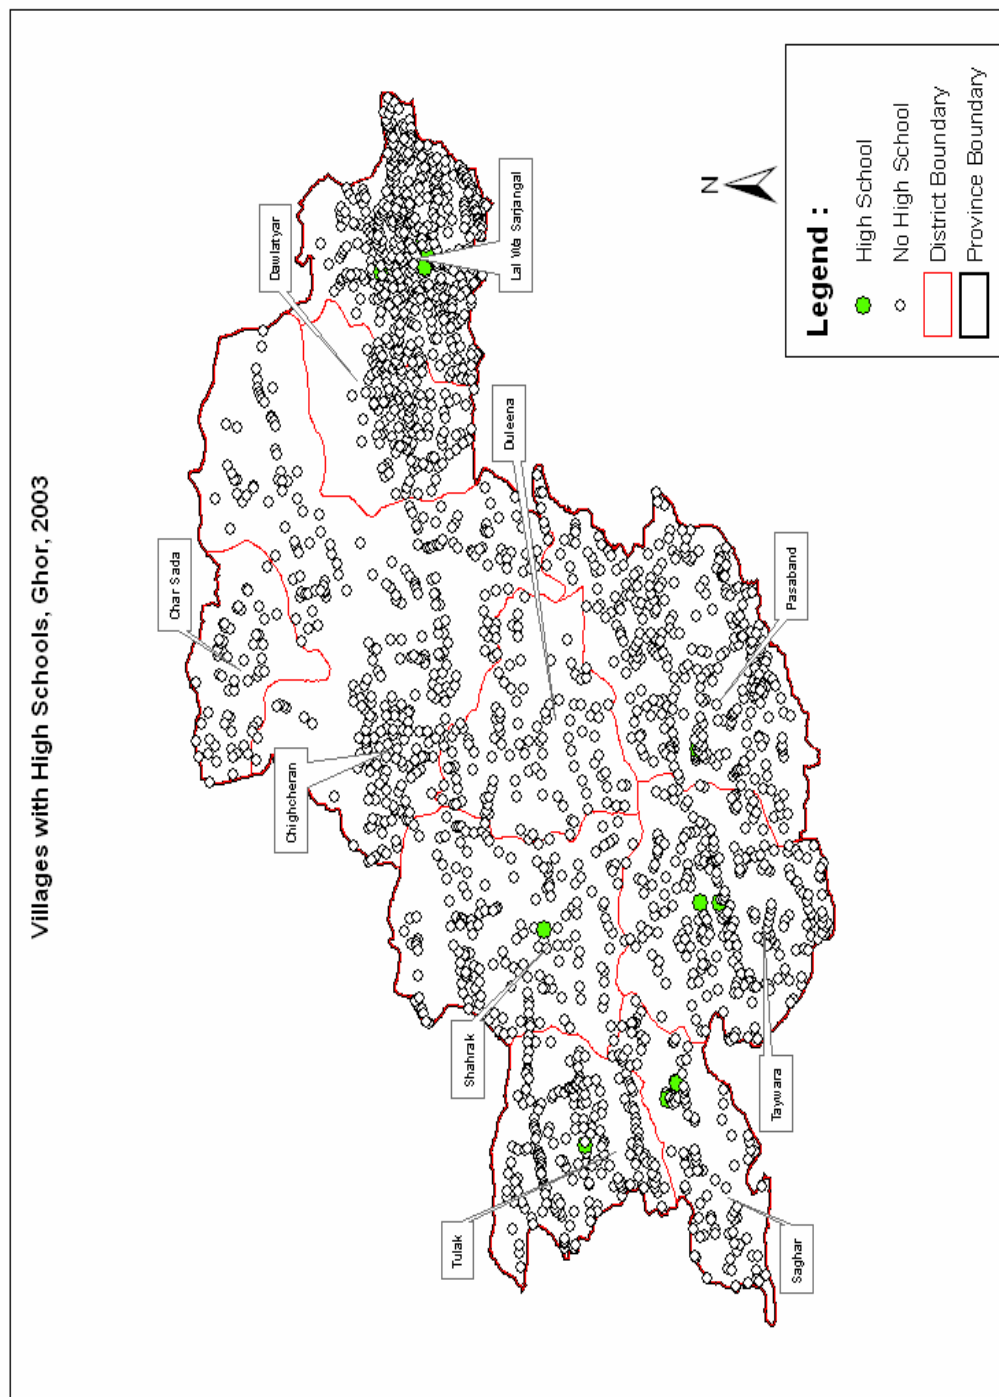 Villages with High Schools, Ghor, 2003
Char Sada
Dawlatyar
Lal Wa Sarjangal
Chighcheran
Duleena
Shahrak
Tulak
Pasaband
Taywara
Saghar
N
Legend :
High School
No High School
District Boundary
Province Boundary